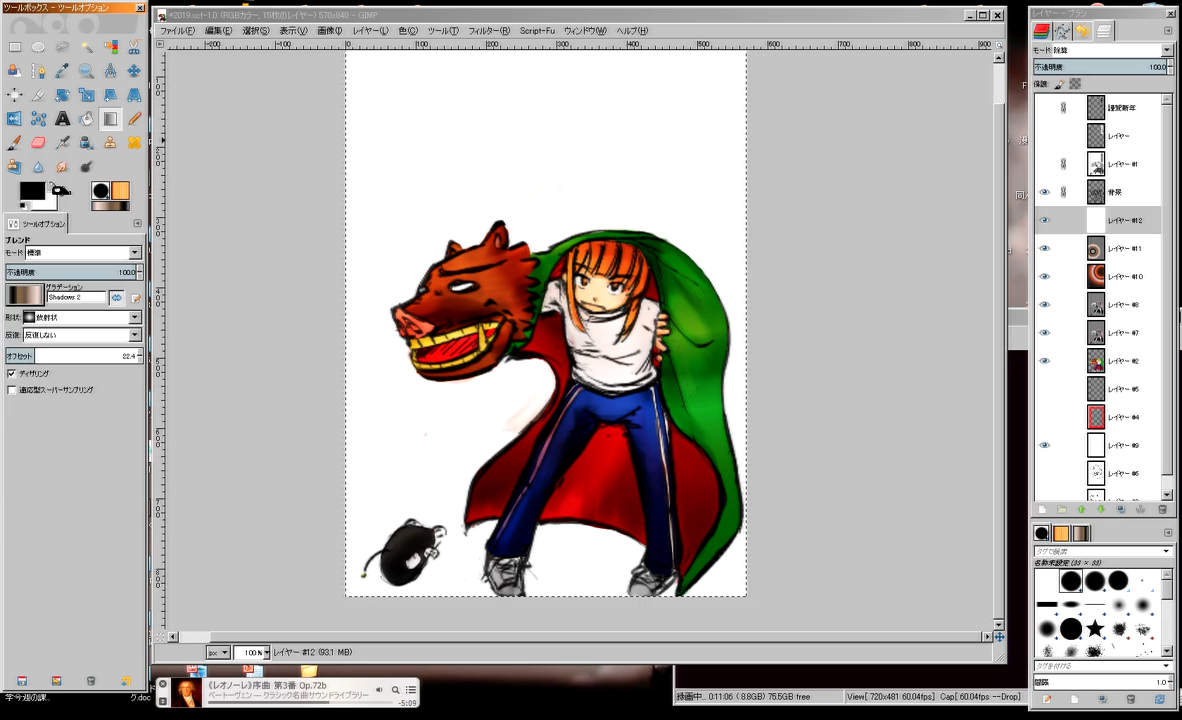 ツールボックス - ツールオプション
ツールオプション
ブレンド
モード: 標準
不透明度 100.0
グラデーション
Shadows 2
形状: 放射状
反復: 反復しない
オフセット 22.4
ディザリング
適応型スーパーサンプリング
*2019.xcf-1.0 (RGBカラー, 15枚のレイヤー) 570x840 – GIMP
ファイル(F) 編集(E) 選択(S) 表示(V) 画像(I) レイヤー(L) 色(C) ツール(T) フィルター(R) Script-Fu ウィンドウ(W) ヘルプ(H)
px 100% レイヤー #12 (93.1 MB)
《レオノーレ》序曲 第3番 Op.72b
ベートーヴェン — クラシック名曲サウンドライブラリー
-5:09
録画中... 0:11:06 ( 8.8GB) 75.5GB free
View[ 720x481 60.04fps] Cap[ 60.04fps --Drop]
レイヤー - ブラシ
モード: 除算
不透明度 100.0
保護:
謹賀新年
レイヤー
レイヤー #1
背景
レイヤー #12
レイヤー #11
レイヤー #10
レイヤー #8
レイヤー #7
レイヤー #2
レイヤー #5
レイヤー #4
レイヤー #9
レイヤー #6
タグで検索
名称未設定 (33 × 33)
タグを付ける
間隔 1.0